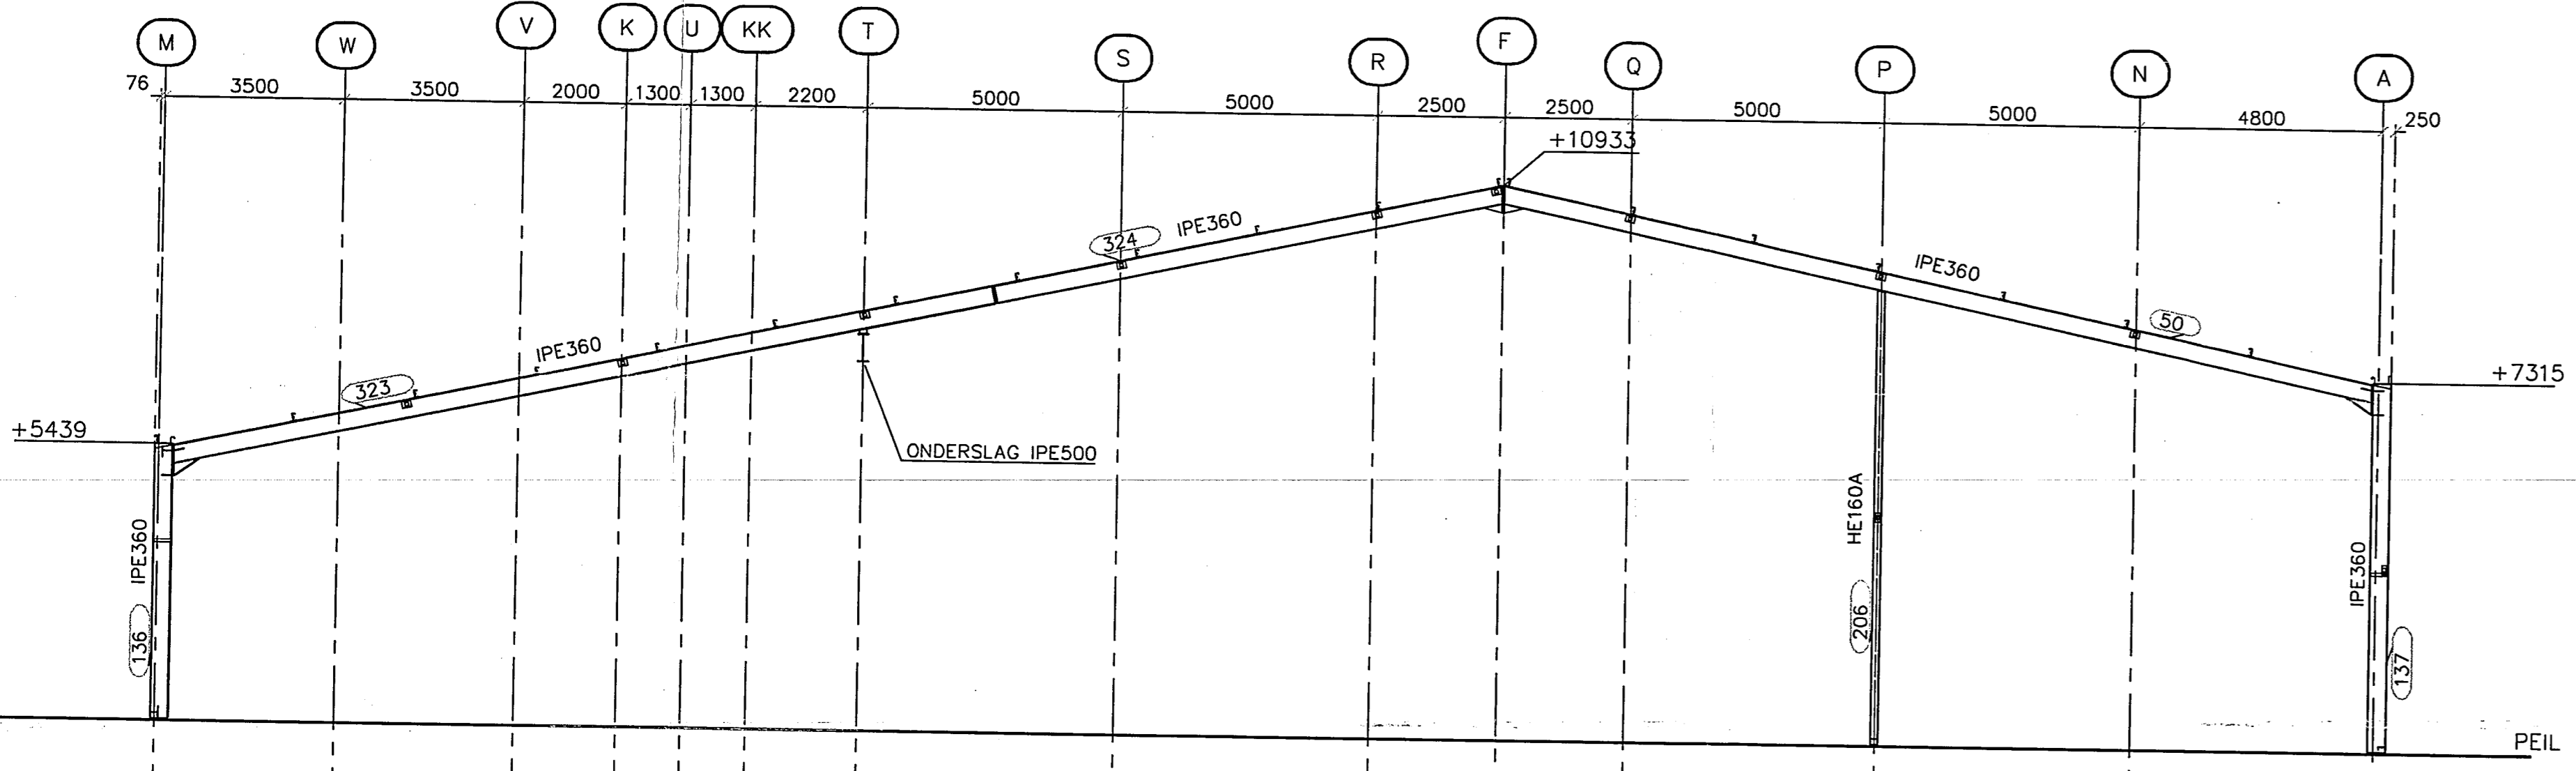 M W V K U KK T S R F Q P N A
76 3500 3500 2000 1300 1300 2200 5000 5000 2500 2500 5000 5000 4800 250
+10933
324 IPE360
IPE360
50
323 IPE360
+7315
+5439
ONDERSLAG IPE500
IPE360
136
HE160A
206
IPE360
137
PEIL